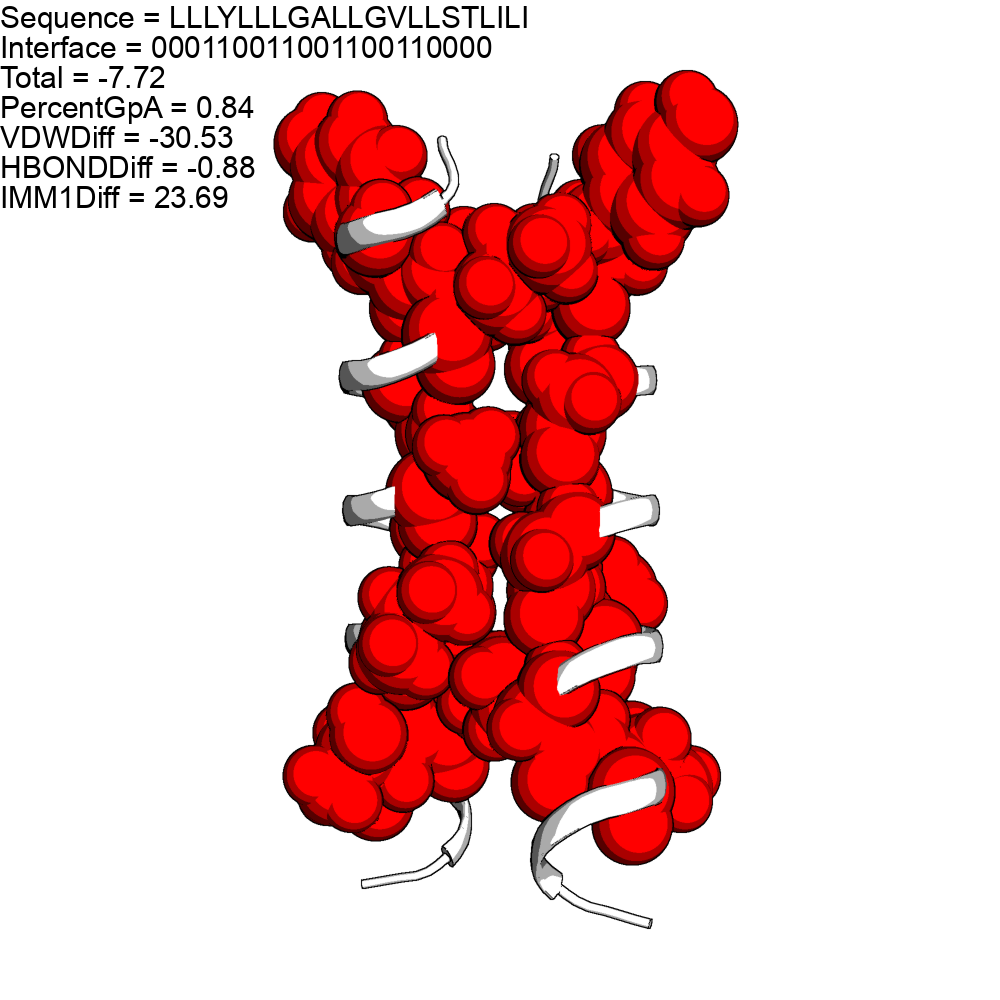 Sequence = LLLYLLLGALLGVLLSTLILI
Interface = 000110011001100110000
Total = -7.72
PercentGpA = 0.84
VDWDiff = -30.53
HBONDDiff = -0.88
IMM1Diff = 23.69